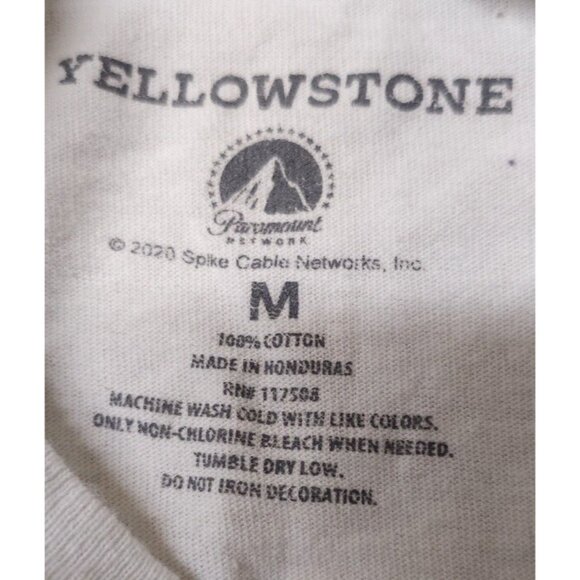 YELLOWSTONE
Paramount
NETWORK
© 2020 Spike Cable Networks, Inc.
M
100% COTTON
MADE IN HONDURAS
RN# 117508
MACHINE WASH COLD WITH LIKE COLORS.
ONLY NON-CHLORINE BLEACH WHEN NEEDED.
TUMBLE DRY LOW.
DO NOT IRON DECORATION.